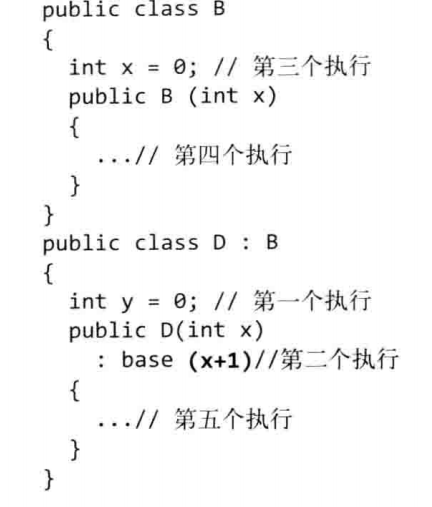 public class B
{
int x = 0; // 第三个执行
public B (int x)
{
...// 第四个执行
}
}
public class D : B
{
int y = 0; // 第一个执行
public D(int x)
: base (x+1)//第二个执行
{
...// 第五个执行
}
}